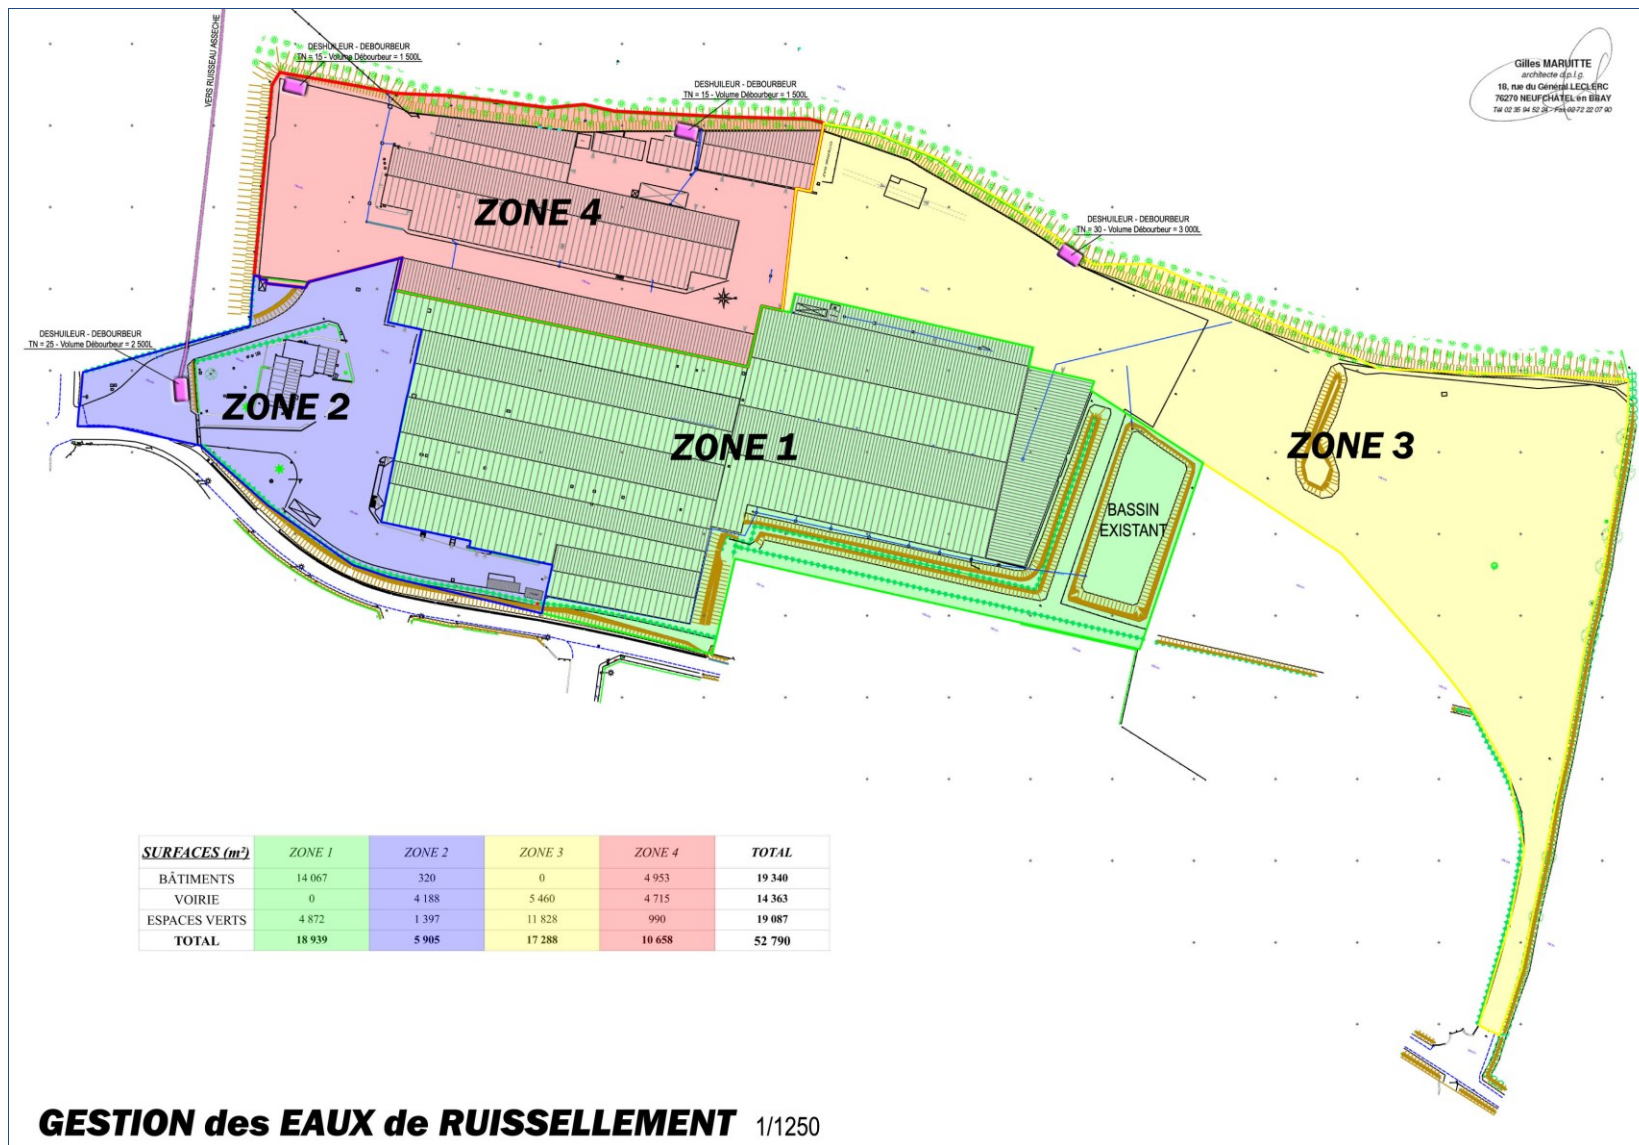 VERS RUISSEAU ASSECHE
DESHUILEUR - DEBOURBEUR
TN = 15 - Volume Débourbeur = 1 500L
DESHUILEUR - DEBOURBEUR
TN = 15 - Volume Débourbeur = 1 500L
Gilles MARUITTE
architecte d.p.l.g.
18, rue du Général LECLERC
76270 NEUFCHÂTEL en BRAY
ZONE 4
DESHUILEUR - DEBOURBEUR
TN = 30 - Volume Débourbeur = 3 000L
DESHUILEUR - DEBOURBEUR
TN = 25 - Volume Débourbeur = 2 500L
ZONE 2
ZONE 1
ZONE 3
BASSIN
EXISTANT
SURFACES (m²) ZONE 1 ZONE 2 ZONE 3 ZONE 4 TOTAL
BÂTIMENTS 14 067 320 0 4 953 19 340
VOIRIE 0 4 188 5 460 4 715 14 363
ESPACES VERTS 4 872 1 397 11 828 990 19 087
TOTAL 18 939 5 905 17 288 10 658 52 790
GESTION des EAUX de RUISSELLEMENT 1/1250